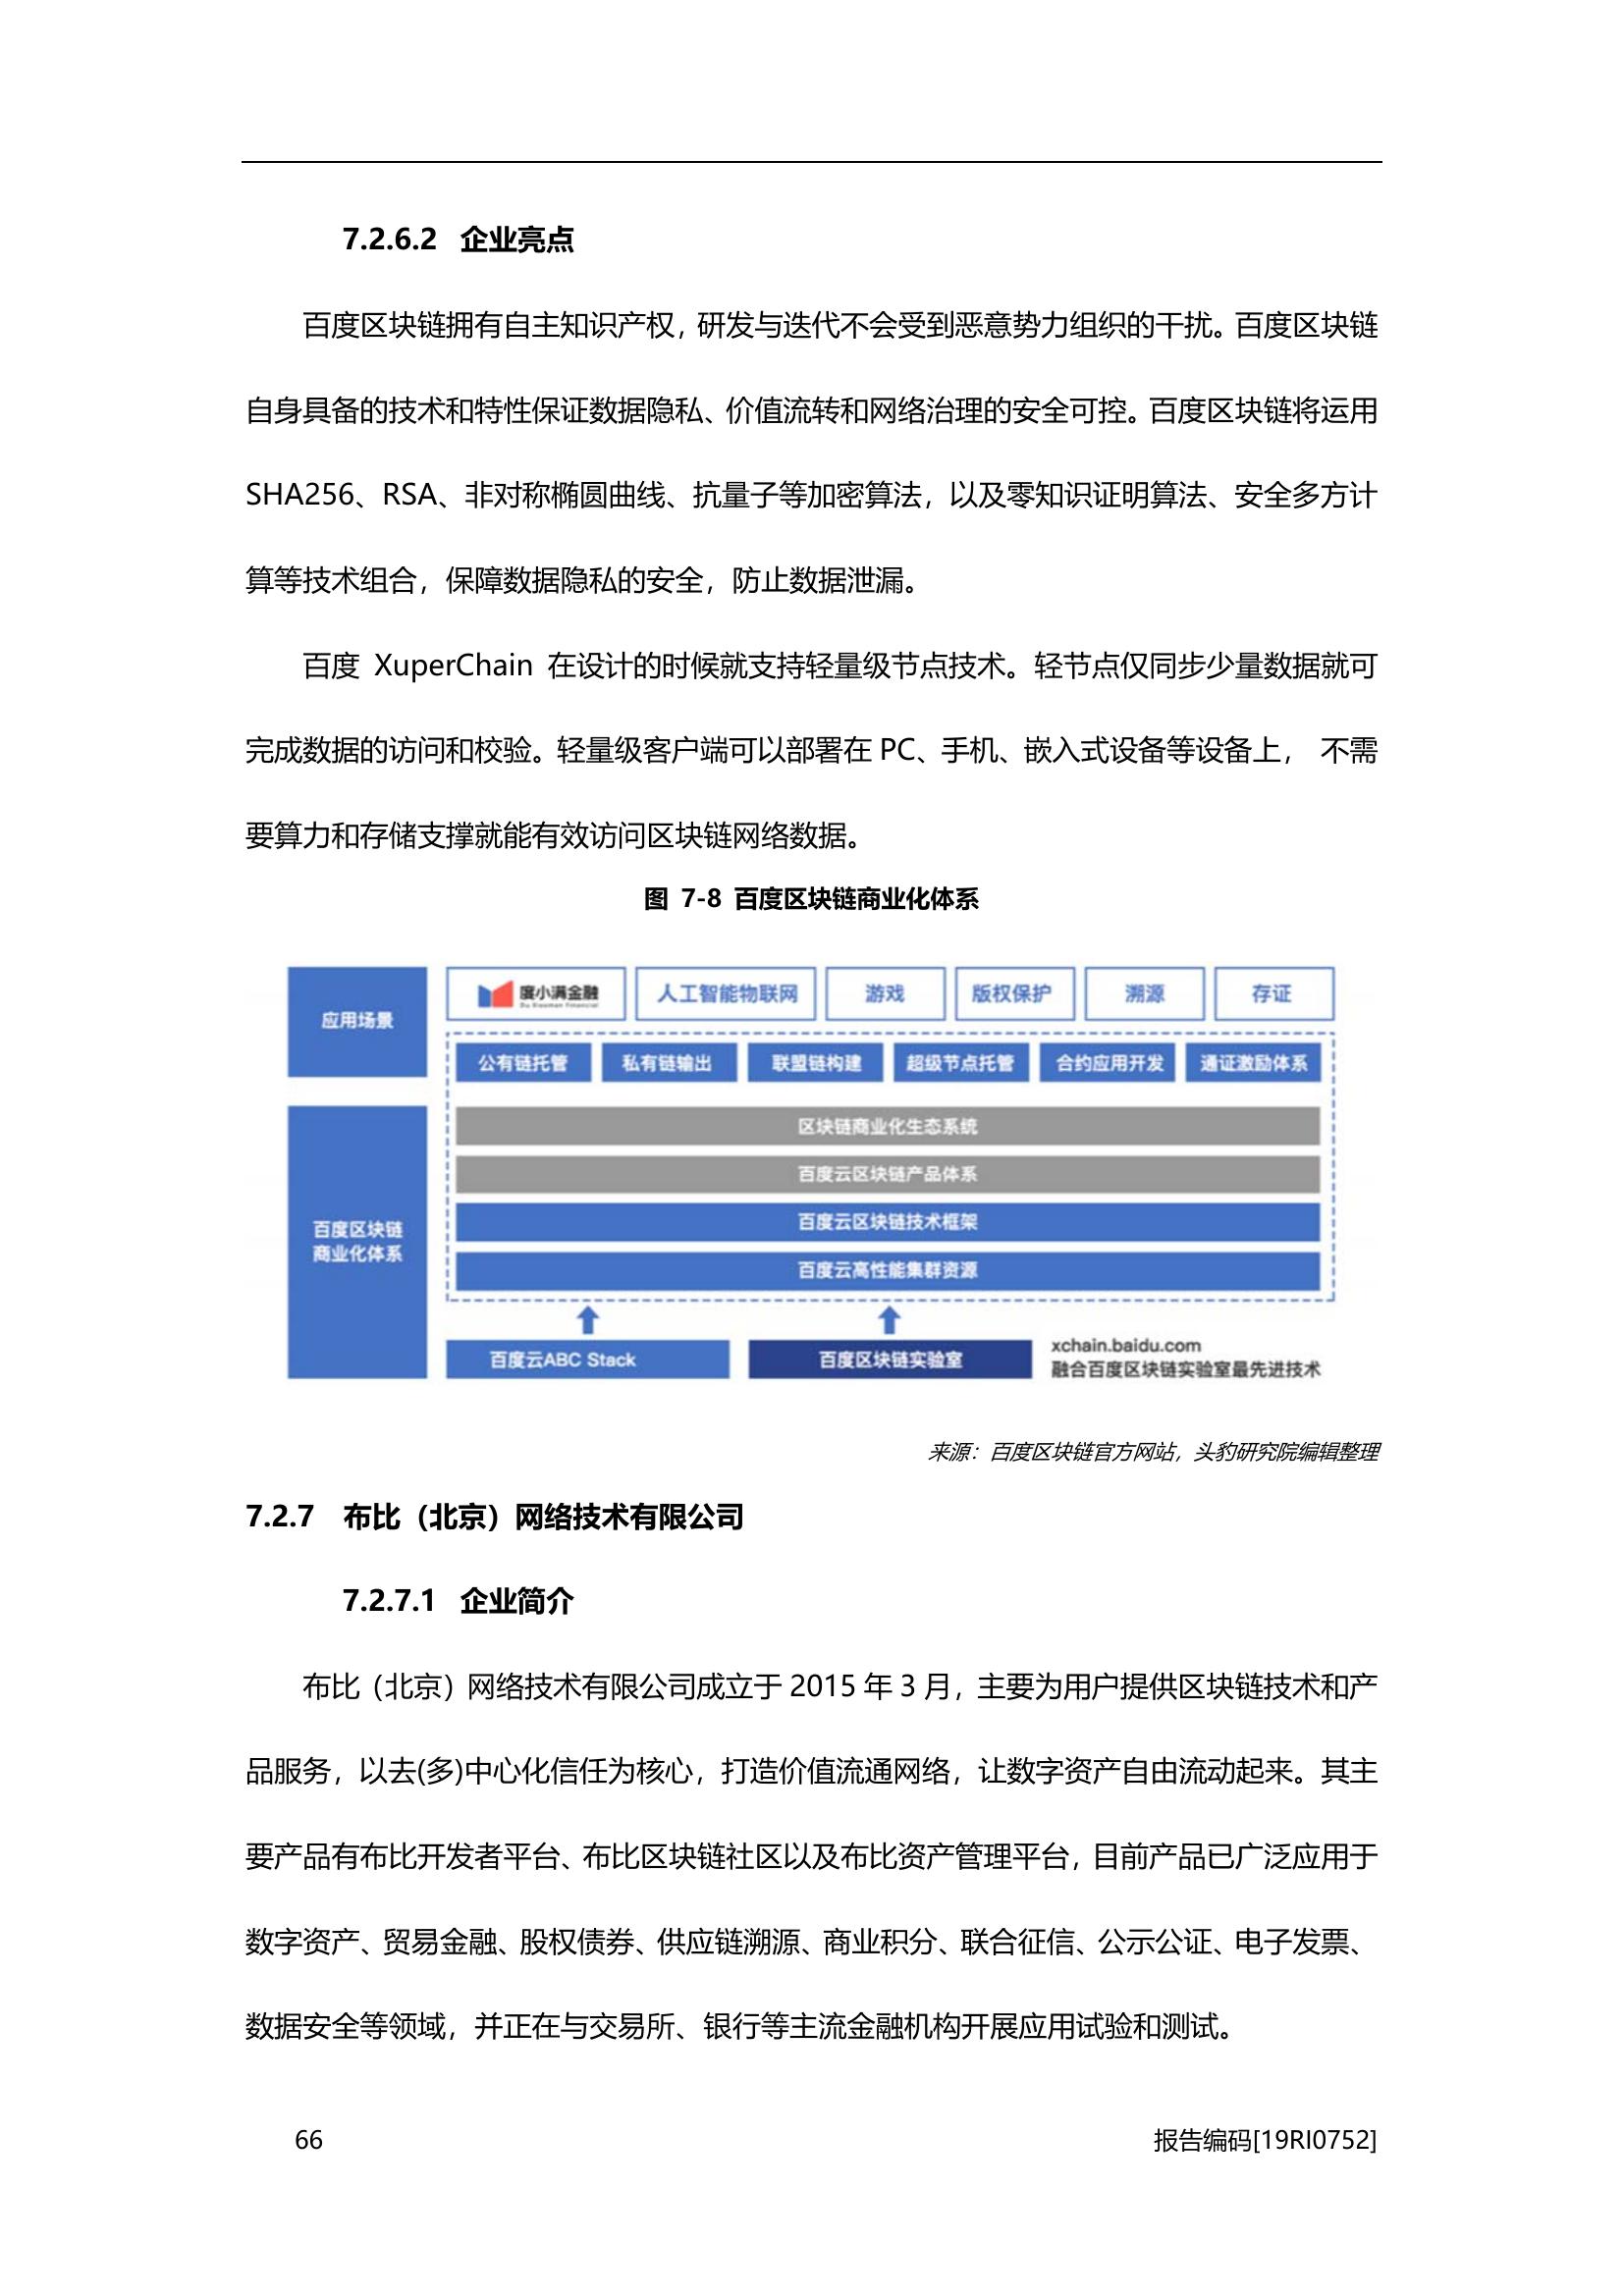 7.2.6.2 企业亮点
百度区块链拥有自主知识产权，研发与迭代不会受到恶意势力组织的干扰。百度区块链
自身具备的技术和特性保证数据隐私、价值流转和网络治理的安全可控。百度区块链将运用
SHA256、RSA、非对称椭圆曲线、抗量子等加密算法，以及零知识证明算法、安全多方计
算等技术组合，保障数据隐私的安全，防止数据泄漏。
百度 XuperChain 在设计的时候就支持轻量级节点技术。轻节点仅同步少量数据就可
完成数据的访问和校验。轻量级客户端可以部署在 PC、手机、嵌入式设备等设备上， 不需
要算力和存储支撑就能有效访问区块链网络数据。
图 7-8 百度区块链商业化体系
应用场景
度小满金融
Du Xiaoman Financial
人工智能物联网
游戏
版权保护
溯源
存证
公有链托管
私有链输出
联盟链构建
超级节点托管
合约应用开发
通证激励体系
百度区块链
商业化体系
区块链商业化生态系统
百度云区块链产品体系
百度云区块链技术框架
百度云高性能集群资源
百度云ABC Stack
百度区块链实验室
xchain.baidu.com
融合百度区块链实验室最先进技术
来源：百度区块链官方网站，头豹研究院编辑整理
7.2.7 布比（北京）网络技术有限公司
7.2.7.1 企业简介
布比（北京）网络技术有限公司成立于 2015 年 3 月，主要为用户提供区块链技术和产
品服务，以去(多)中心化信任为核心，打造价值流通网络，让数字资产自由流动起来。其主
要产品有布比开发者平台、布比区块链社区以及布比资产管理平台，目前产品已广泛应用于
数字资产、贸易金融、股权债券、供应链溯源、商业积分、联合征信、公示公证、电子发票、
数据安全等领域，并正在与交易所、银行等主流金融机构开展应用试验和测试。
66
报告编码[19RI0752]